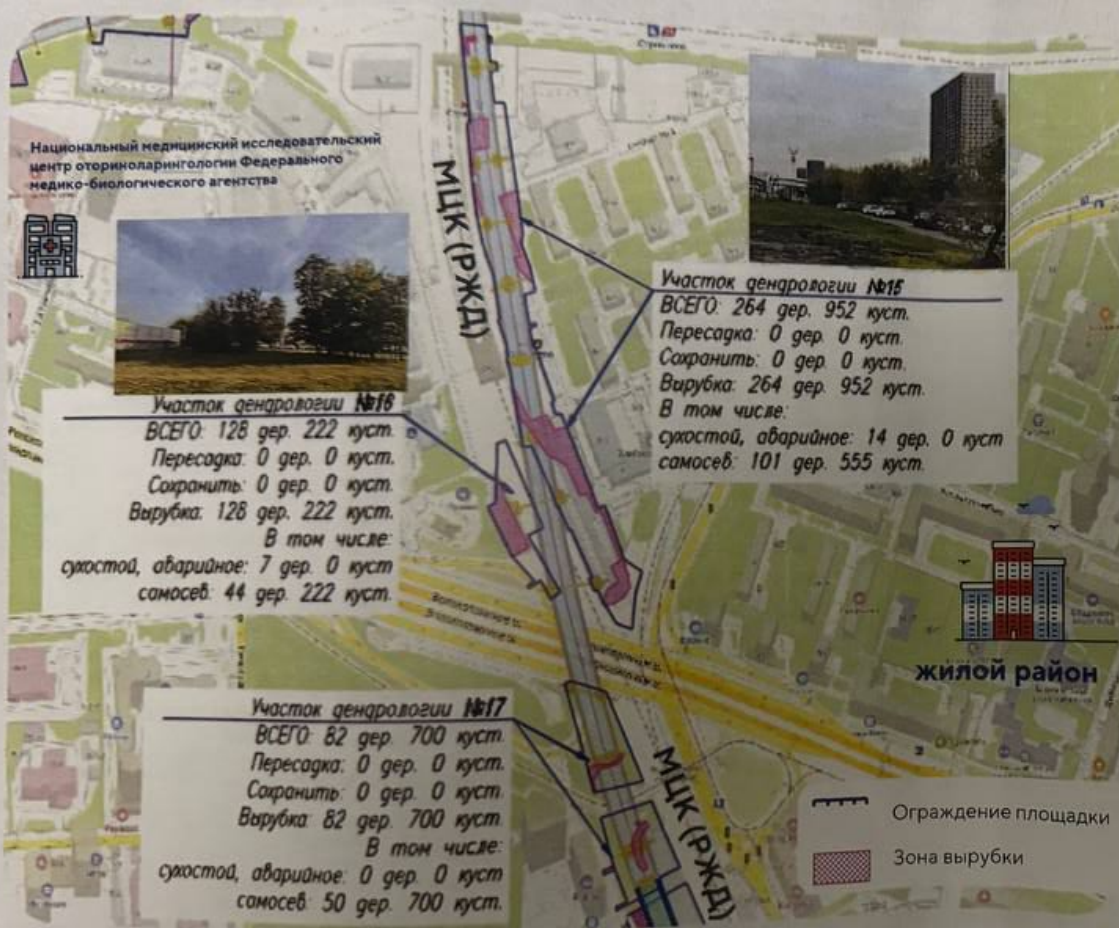 Национальный медицинский исследовательский
центр оториноларингологии Федерального
медико-биологического агентства
МЦК (РЖД)
Участок дендрологии №15
ВСЕГО: 264 дер. 952 куст.
Пересадка: 0 дер. 0 куст.
Сохранить: 0 дер. 0 куст.
Вырубка: 264 дер. 952 куст.
В том числе:
сухостой, аварийное: 14 дер. 0 куст
самосев: 101 дер. 555 куст.
Участок дендрологии №16
ВСЕГО: 128 дер. 222 куст.
Пересадка: 0 дер. 0 куст.
Сохранить: 0 дер. 0 куст.
Вырубка: 128 дер. 222 куст.
В том числе:
сухостой, аварийное: 7 дер. 0 куст
самосев: 44 дер. 222 куст.
жилой район
Участок дендрологии №17
ВСЕГО: 82 дер. 700 куст.
Пересадка: 0 дер. 0 куст.
Сохранить: 0 дер. 0 куст.
Вырубка: 82 дер. 700 куст.
В том числе:
сухостой, аварийное: 0 дер. 0 куст
самосев: 50 дер. 700 куст.
МЦК (РЖД)
Ограждение площадки
Зона вырубки